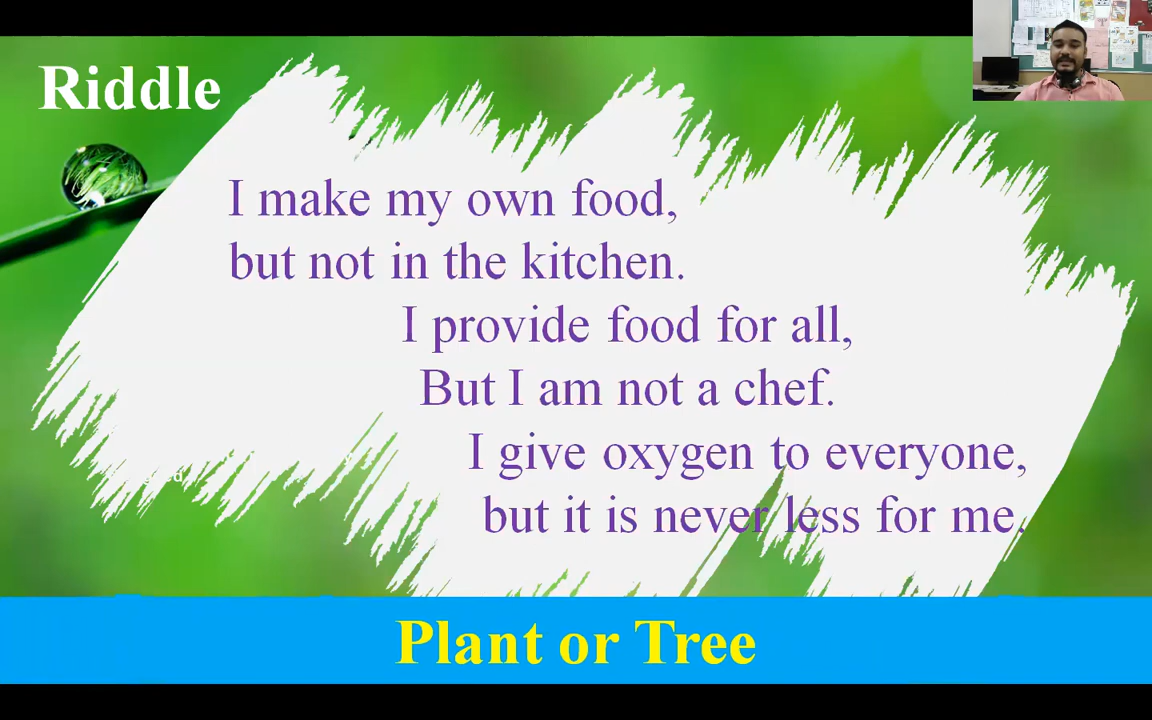 Riddle
I make my own food,
but not in the kitchen.
I provide food for all,
But I am not a chef.
I give oxygen to everyone,
but it is never less for me.
Plant or Tree